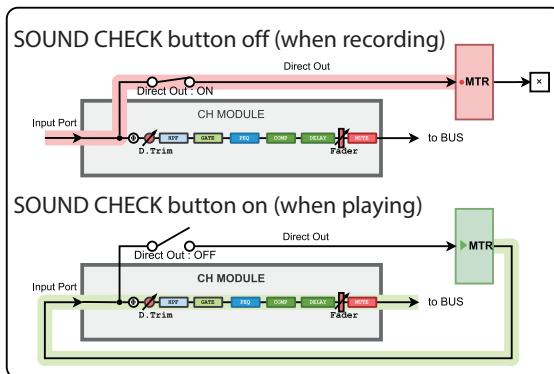 SOUND CHECK button off (when recording)
Direct Out
MTR
×
Direct Out : ON
Input Port
CH MODULE
Φ
HPF GATE PEQ COMP DELAY MUTE
to BUS
D.Trim
Fader
SOUND CHECK button on (when playing)
Direct Out
MTR
Direct Out : OFF
Input Port
CH MODULE
Φ
HPF GATE PEQ COMP DELAY MUTE
to BUS
D.Trim
Fader